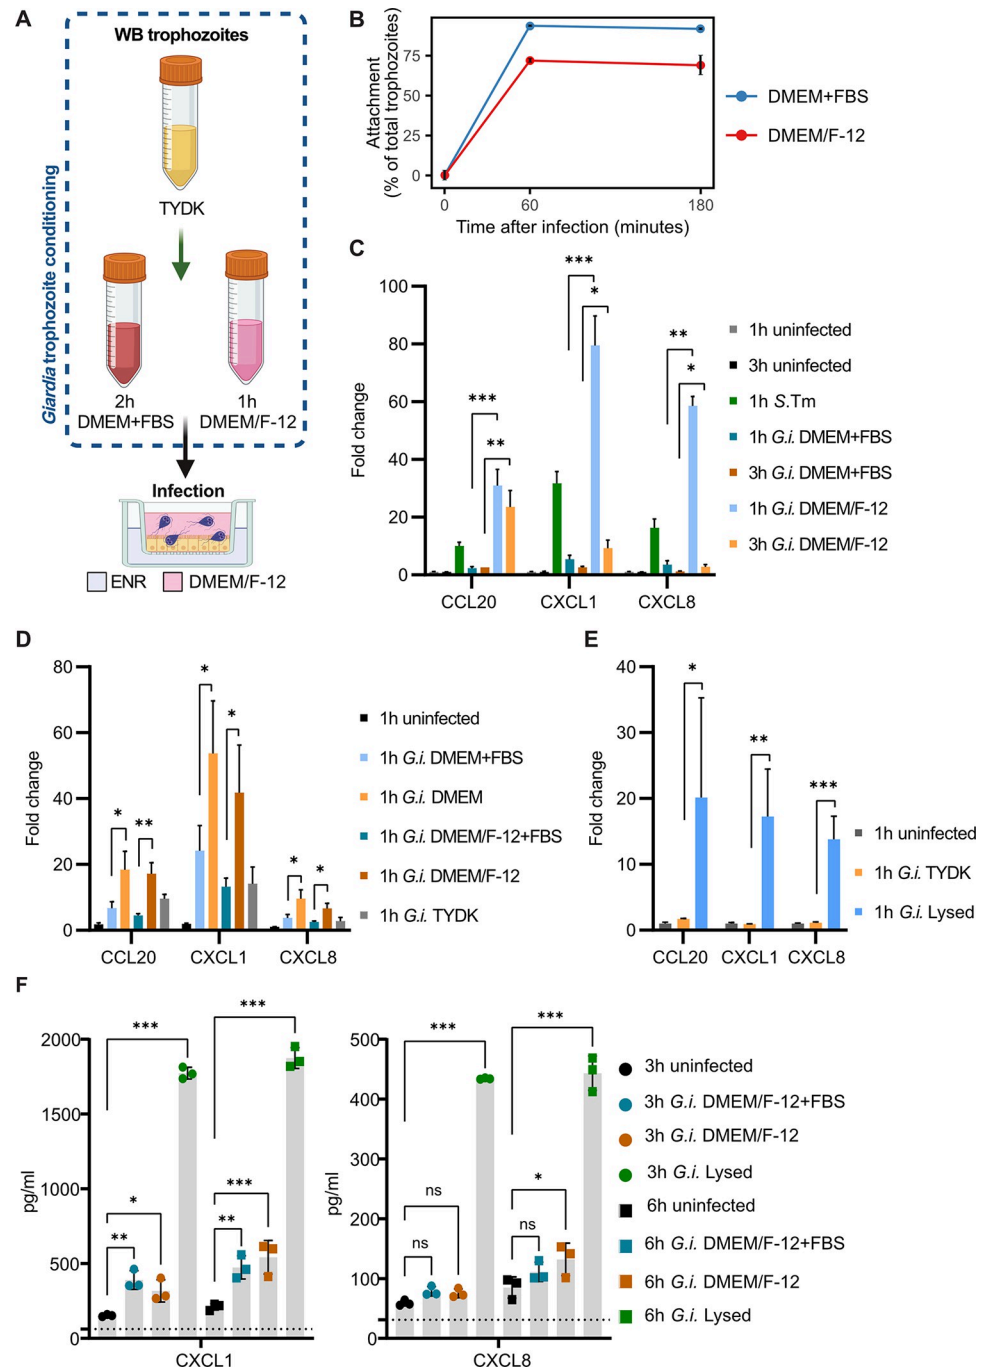 A
WB trophozoites
Giardia trophozoite conditioning
TYDK
2h
DMEM+FBS
1h
DMEM/F-12
Infection
ENR
DMEM/F-12
B
Attachment
(% of total trophozoites)
75
50
25
0
0
60
180
Time after infection (minutes)
DMEM+FBS
DMEM/F-12
C
Fold change
100
80
60
40
20
0
***
**
***
*
**
*
CCL20
CXCL1
CXCL8
1h uninfected
3h uninfected
1h S.Tm
1h G.i. DMEM+FBS
3h G.i. DMEM+FBS
1h G.i. DMEM/F-12
3h G.i. DMEM/F-12
D
Fold change
80
60
40
20
0
*
**
*
*
*
*
CCL20
CXCL1
CXCL8
1h uninfected
1h G.i. DMEM+FBS
1h G.i. DMEM
1h G.i. DMEM/F-12+FBS
1h G.i. DMEM/F-12
1h G.i. TYDK
E
Fold change
40
30
20
10
0
*
**
***
CCL20
CXCL1
CXCL8
1h uninfected
1h G.i. TYDK
1h G.i. Lysed
F
pg/ml
2000
1500
1000
500
0
***
***
*
**
***
**
CXCL1
pg/ml
500
400
300
200
100
0
***
***
ns
ns
*
ns
CXCL8
3h uninfected
3h G.i. DMEM/F-12+FBS
3h G.i. DMEM/F-12
3h G.i. Lysed
6h uninfected
6h G.i. DMEM/F-12+FBS
6h G.i. DMEM/F-12
6h G.i. Lysed